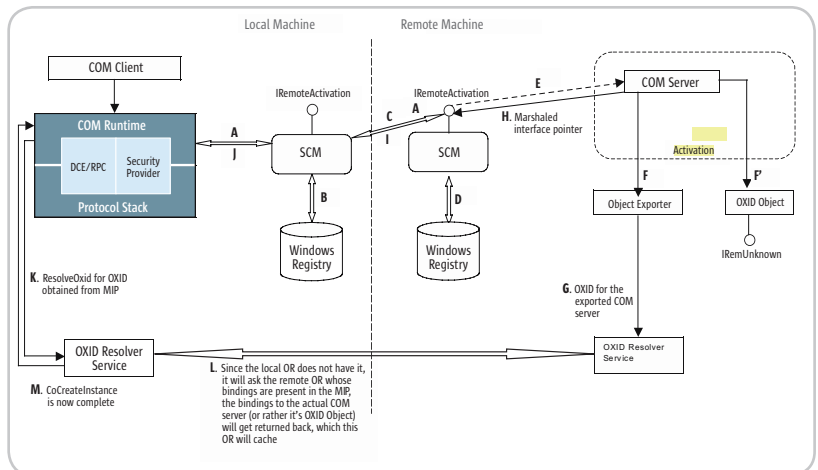 Local Machine
Remote Machine
COM Client
COM Runtime
DCE/RPC
Security
Provider
Protocol Stack
A
J
IRemoteActivation
SCM
B
Windows
Registry
C
A
I
IRemoteActivation
SCM
D
Windows
Registry
E
H. Marshaled
interface pointer
COM Server
Activation
F
F'
Object Exporter
OXID Object
IRemUnknown
G. OXID for the
exported COM
server
K. ResolveOxid for OXID
obtained from MIP
OXID Resolver
Service
OXID Resolver
Service
M. CoCreateInstance
is now complete
L. Since the local OR does not have it,
it will ask the remote OR whose
bindings are present in the MIP,
the bindings to the actual COM
server (or rather it's OXID Object)
will get returned back, which this
OR will cache